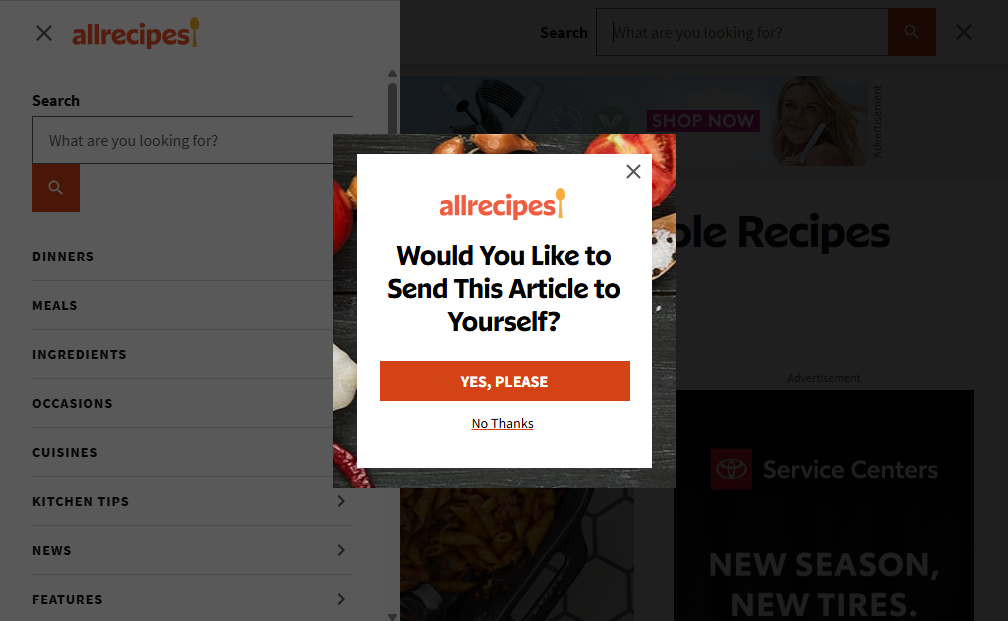 allrecipes
Search
What are you looking for?
Search
What are you looking for?
SHOP NOW
Advertisement
ple Recipes
allrecipes
Would You Like to
Send This Article to
Yourself?
YES, PLEASE
No Thanks
DINNERS
MEALS
INGREDIENTS
OCCASIONS
CUISINES
KITCHEN TIPS
NEWS
FEATURES
Advertisement
Service Centers
NEW SEASON,
NEW TIRES.